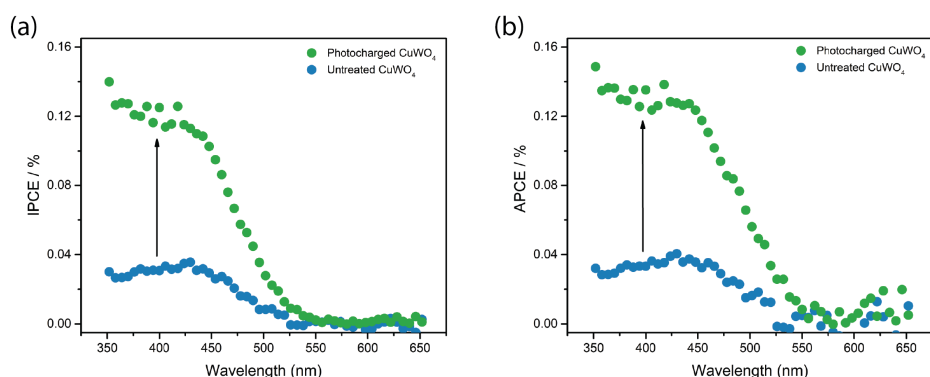 (a)
0.16
0.12
0.08
0.04
0.00
IPCE / %
Photocharged CuWO₄
Untreated CuWO₄
350 400 450 500 550 600 650
Wavelength (nm)
(b)
0.16
0.12
0.08
0.04
0.00
APCE / %
Photocharged CuWO₄
Untreated CuWO₄
350 400 450 500 550 600 650
Wavelength (nm)